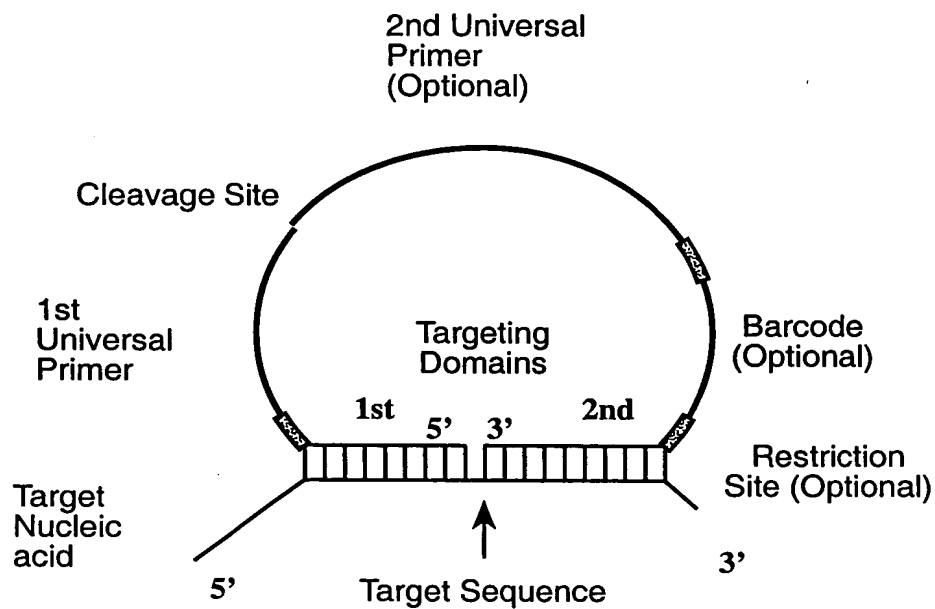 2nd Universal
Primer
(Optional)
Cleavage Site
1st
Universal
Primer
Targeting
Domains
Barcode
(Optional)
1st 5’ 3’ 2nd
Restriction
Site (Optional)
Target
Nucleic
acid
5’
Target Sequence
3’